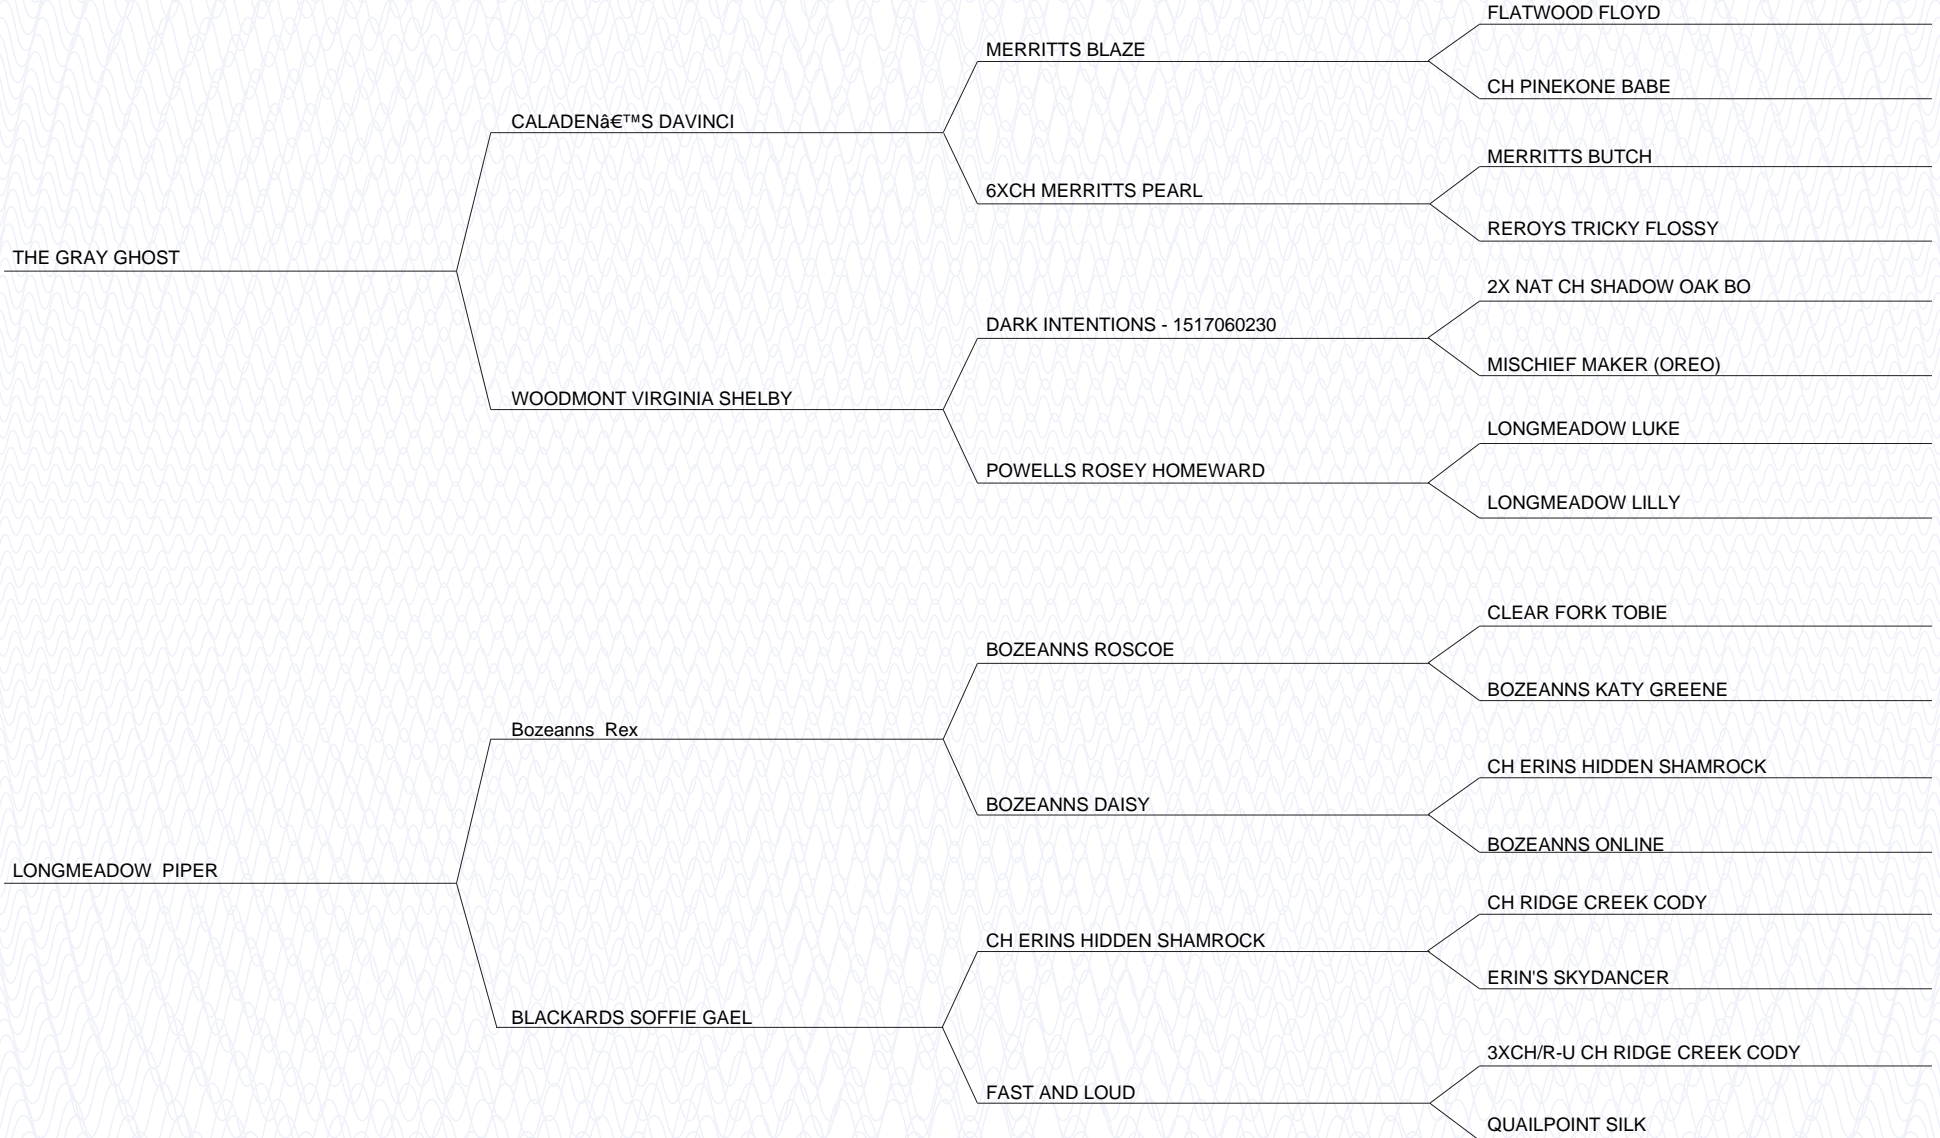 FLATWOOD FLOYD
MERRITTS BLAZE
CH PINEKONE BABE
CALADENâ€™S DAVINCI
MERRITTS BUTCH
6XCH MERRITTS PEARL
REROYS TRICKY FLOSSY
THE GRAY GHOST
2X NAT CH SHADOW OAK BO
DARK INTENTIONS - 1517060230
MISCHIEF MAKER (OREO)
WOODMONT VIRGINIA SHELBY
LONGMEADOW LUKE
POWELLS ROSEY HOMEWARD
LONGMEADOW LILLY
CLEAR FORK TOBIE
BOZEANNS ROSCOE
BOZEANNS KATY GREENE
Bozeanns  Rex
CH ERINS HIDDEN SHAMROCK
BOZEANNS DAISY
BOZEANNS ONLINE
LONGMEADOW  PIPER
CH RIDGE CREEK CODY
CH ERINS HIDDEN SHAMROCK
ERIN'S SKYDANCER
BLACKARDS SOFFIE GAEL
3XCH/R-U CH RIDGE CREEK CODY
FAST AND LOUD
QUAILPOINT SILK